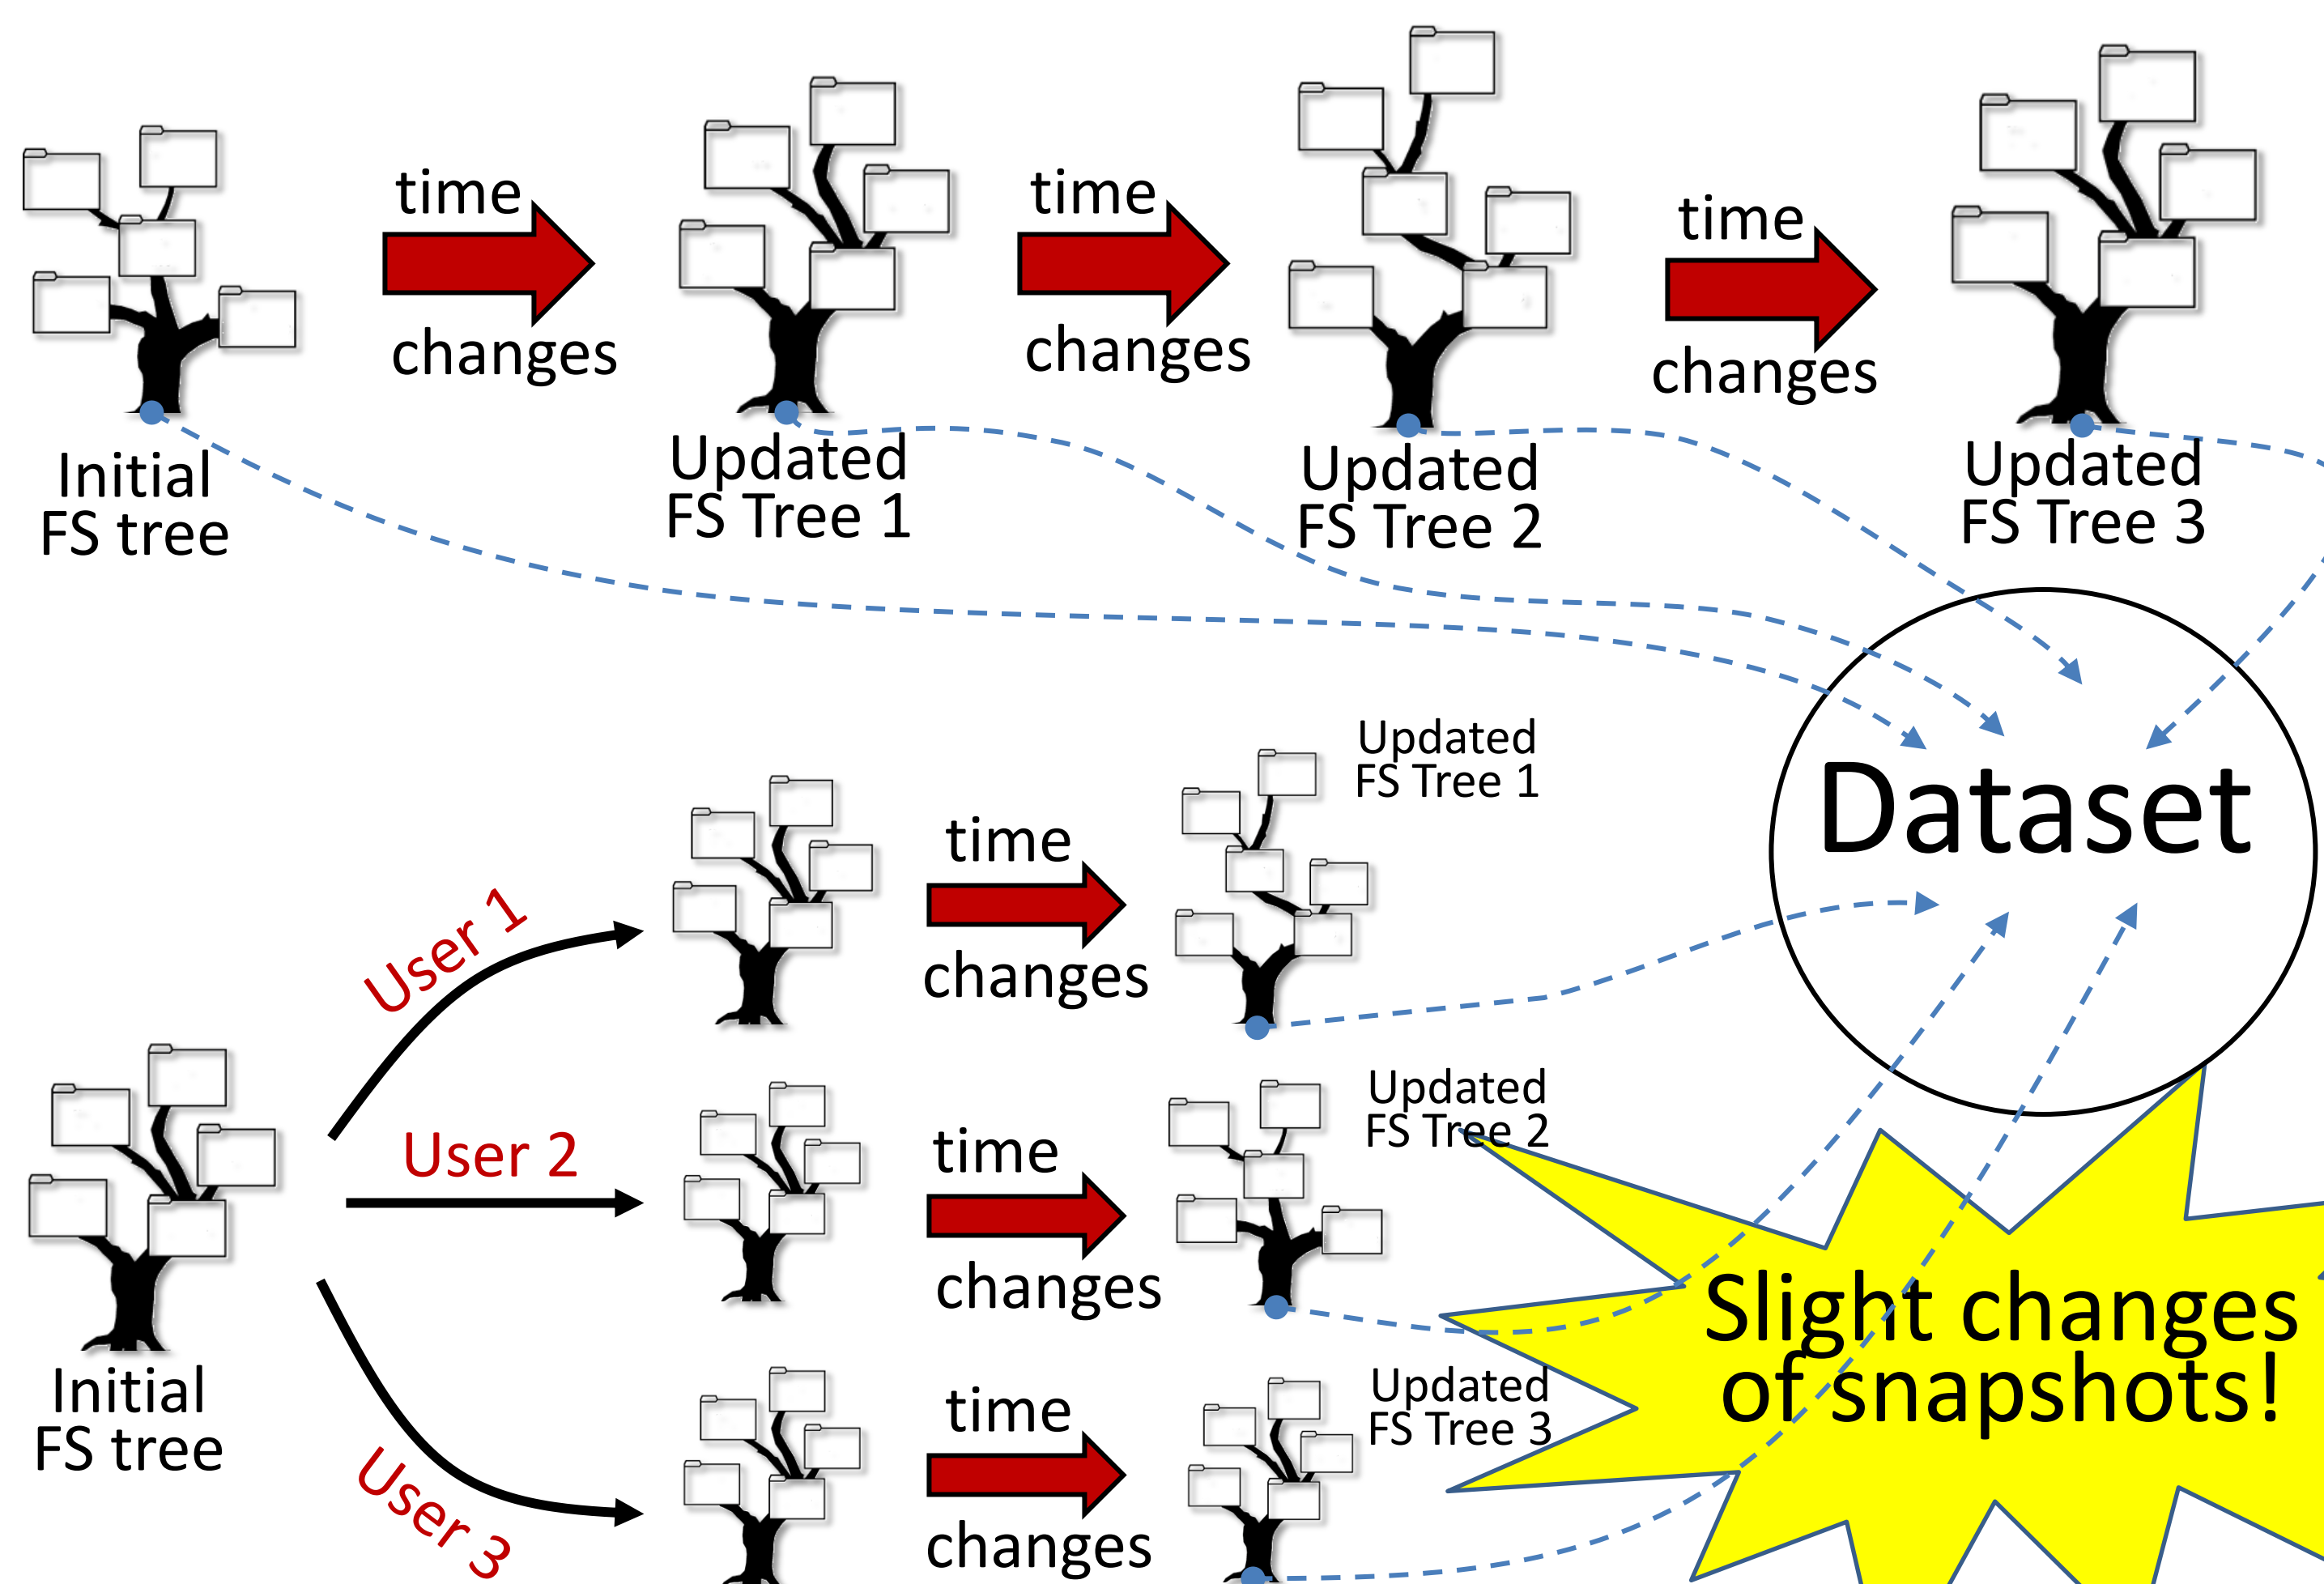 time
changes
time
changes
time
changes
Initial
FS tree
Updated
FS Tree 1
Updated
FS Tree 2
Updated
FS Tree 3
Dataset
Updated
FS Tree 1
User 1
time
changes
Updated
FS Tree 2
User 2
time
changes
Initial
FS tree
Updated
FS Tree 3
User 3
time
changes
Slight changes
of snapshots!